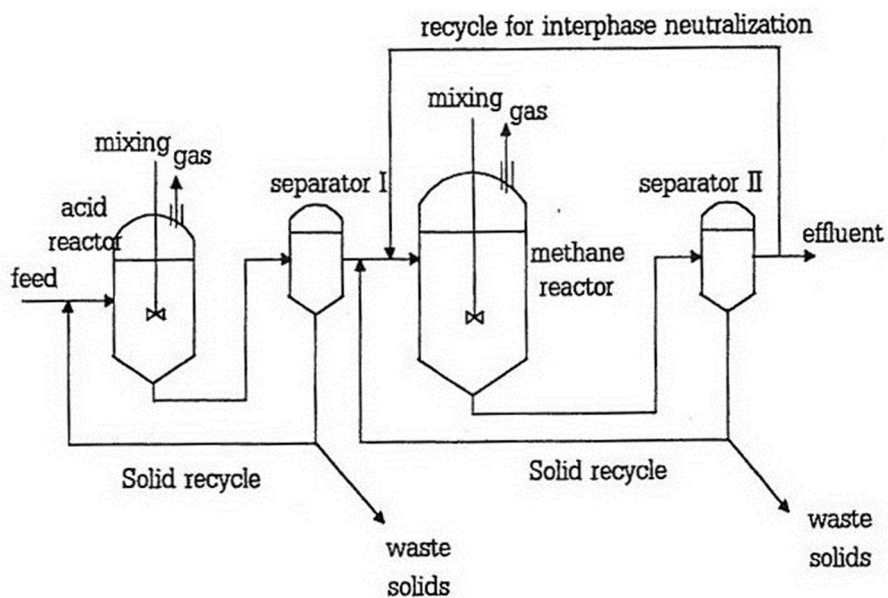 recycle for interphase neutralization
mixing
gas
mixing
gas
separator I
separator II
acid
reactor
effluent
methane
reactor
feed
Solid recycle
Solid recycle
waste
solids
waste
solids